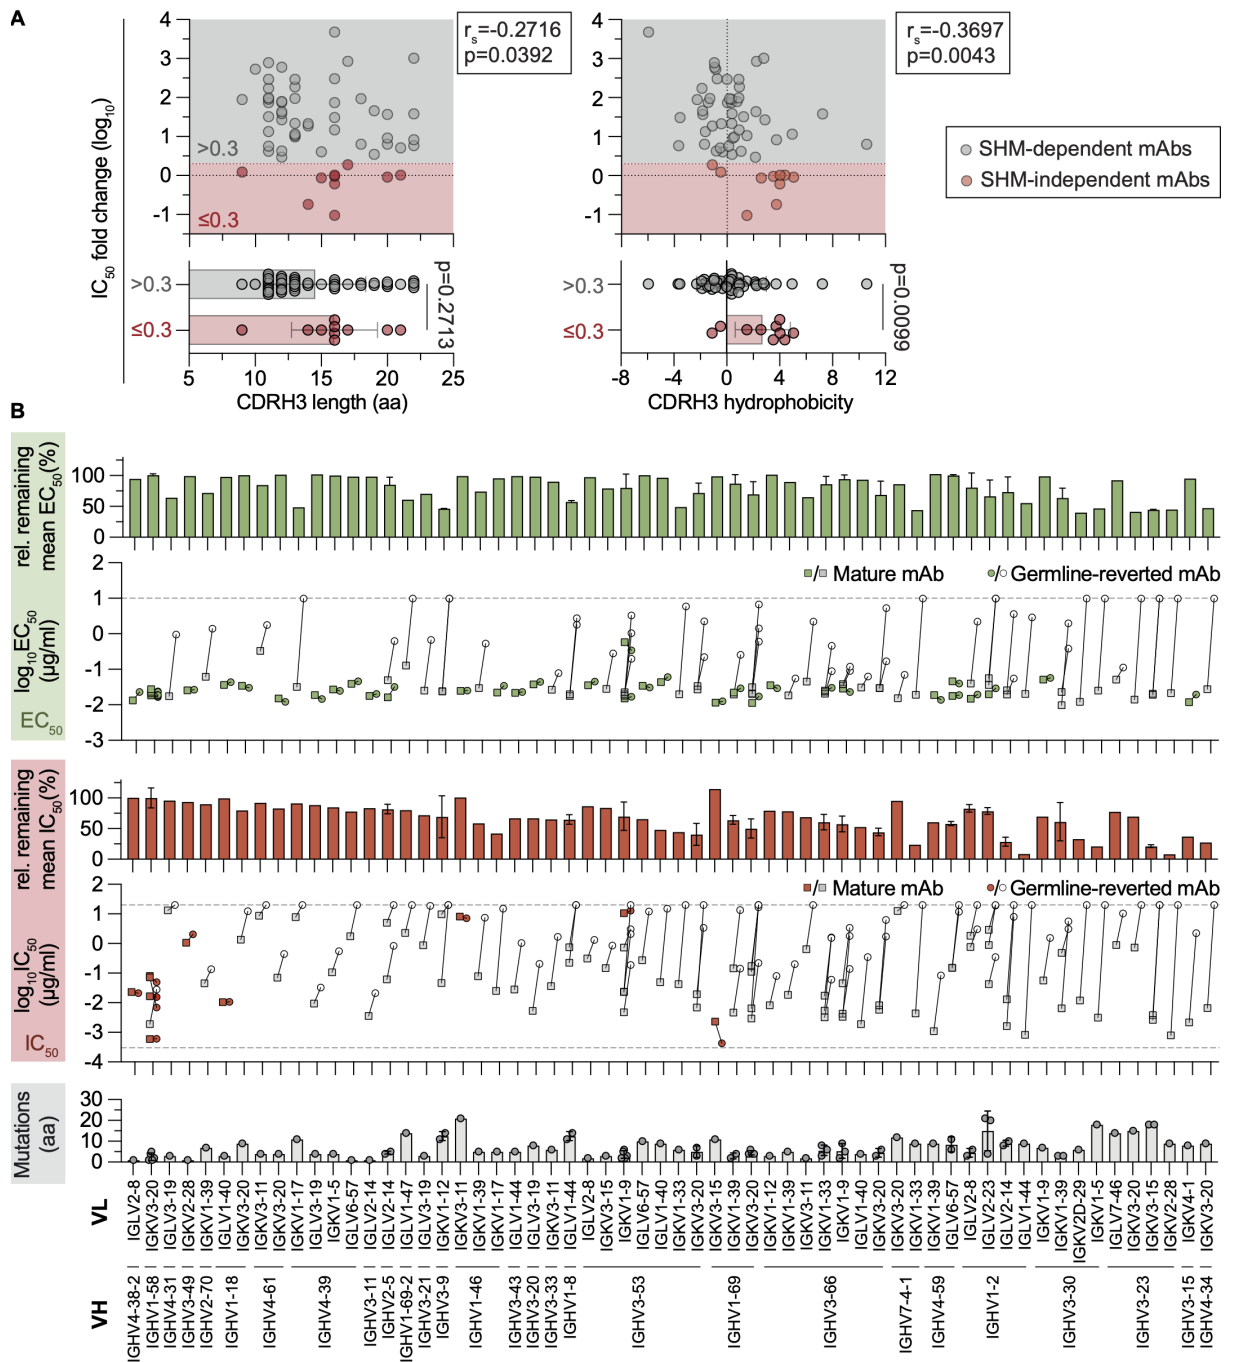 A
4
3
2
1
0
-1
>0.3
≤0.3
IC50 fold change (log10)
rs=-0.2716
p=0.0392
4
3
2
1
0
-1
rs=-0.3697
p=0.0043
SHM-dependent mAbs
SHM-independent mAbs
>0.3
≤0.3
p=0.2713
5 10 15 20 25
CDRH3 length (aa)
>0.3
≤0.3
p=0.0099
-8 -4 0 4 8 12
CDRH3 hydrophobicity
B
rel. remaining
mean EC50(%)
100
50
0
log10EC50
(µg/ml)
EC50
2
1
0
-1
-2
-3
Mature mAb
Germline-reverted mAb
rel. remaining
mean IC50(%)
100
50
0
log10IC50
(µg/ml)
IC50
2
1
0
-1
-2
-3
-4
Mature mAb
Germline-reverted mAb
Mutations
(aa)
30
20
10
0
VL
IGLV2-8
IGKV3-20
IGLV3-19
IGKV2-28
IGKV1-39
IGLV1-40
IGKV3-20
IGKV3-11
IGKV3-20
IGKV1-17
IGLV3-19
IGKV1-5
IGLV6-57
IGLV2-14
IGLV2-14
IGLV1-47
IGLV3-19
IGKV1-12
IGKV3-11
IGKV1-39
IGKV1-17
IGLV1-44
IGKV3-20
IGKV3-11
IGLV1-44
IGLV2-8
IGKV3-15
IGKV1-9
IGLV6-57
IGLV1-40
IGKV1-33
IGKV3-20
IGKV3-15
IGKV1-39
IGKV3-20
IGKV1-12
IGKV1-39
IGKV3-11
IGKV1-33
IGKV1-9
IGLV1-40
IGKV3-20
IGKV3-20
IGKV1-33
IGKV1-39
IGLV6-57
IGLV2-8
IGLV2-23
IGLV2-14
IGLV1-44
IGKV1-9
IGKV1-39
IGKV2D-29
IGKV1-5
IGLV7-46
IGKV3-20
IGKV3-15
IGKV2-28
IGKV4-1
IGKV3-20
VH
IGHV4-38-2
IGHV1-58
IGHV4-31
IGHV3-49
IGHV2-70
IGHV1-18
IGHV4-61
IGHV4-39
IGHV3-11
IGHV2-5
IGHV1-69-2
IGHV3-21
IGHV3-9
IGHV1-46
IGHV3-43
IGHV3-20
IGHV3-33
IGHV1-8
IGHV3-53
IGHV1-69
IGHV3-66
IGHV7-4-1
IGHV4-59
IGHV1-2
IGHV3-30
IGHV3-23
IGHV3-15
IGHV4-34